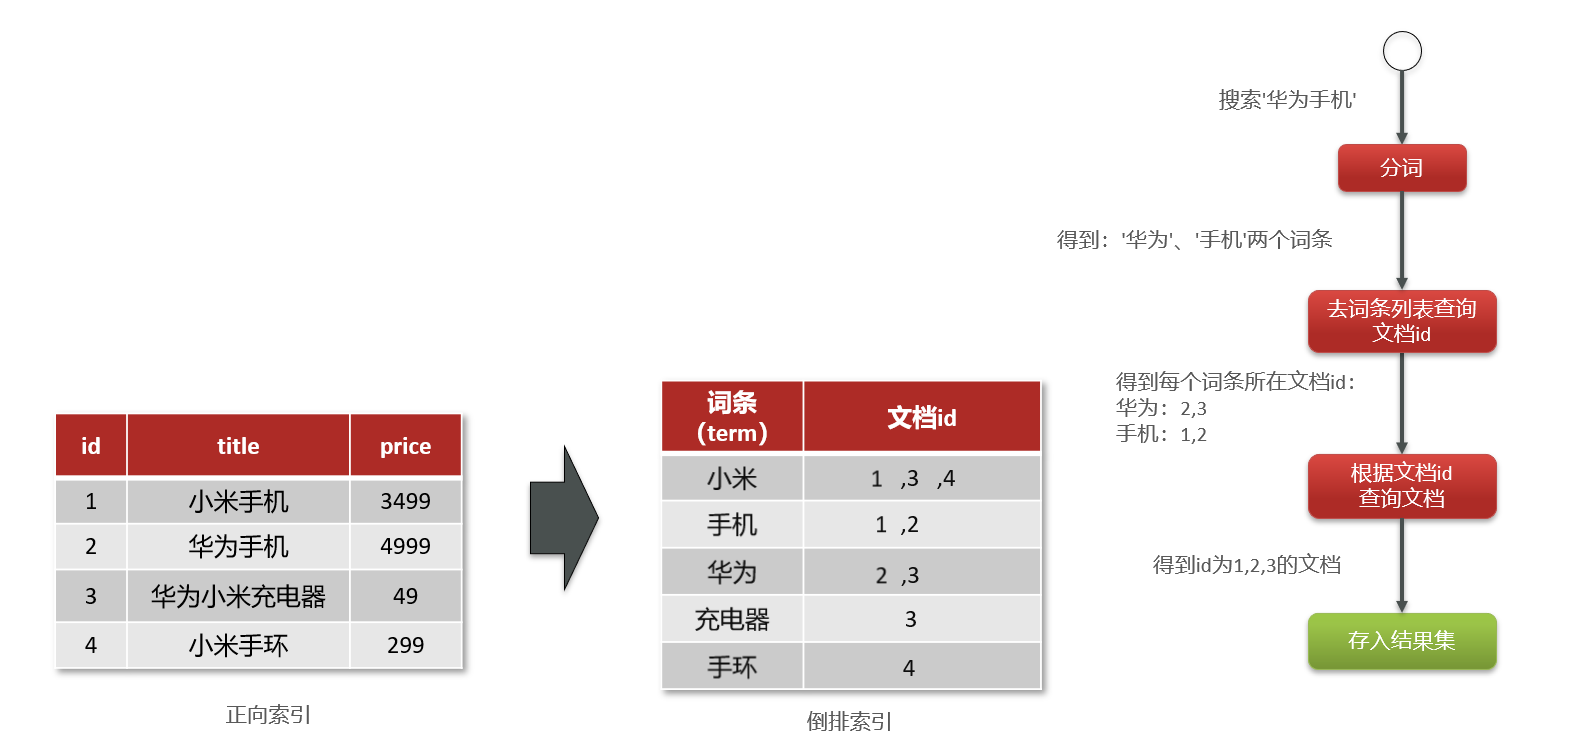 id title price
1 小米手机 3499
2 华为手机 4999
3 华为小米充电器 49
4 小米手环 299
正向索引
词条
(term) 文档id
小米 1 ,3 ,4
手机 1 ,2
华为 2 ,3
充电器 3
手环 4
倒排索引
搜索'华为手机'
分词
得到：'华为'、'手机'两个词条
去词条列表查询
文档id
得到每个词条所在文档id：
华为：2,3
手机：1,2
根据文档id
查询文档
得到id为1,2,3的文档
存入结果集